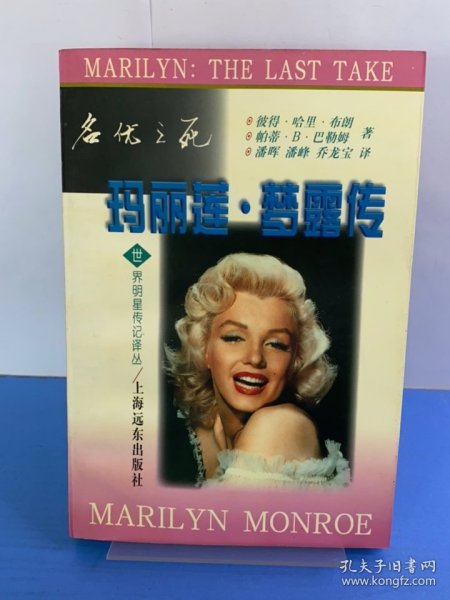 MARILYN: THE LAST TAKE
名优之死
⊙彼得·哈里·布朗
⊙帕蒂·B·巴勒姆 著
⊙潘晖 潘峰 乔龙宝 译
玛丽莲·梦露传
世界明星传记译丛/上海远东出版社
MARILYN MONROE
孔夫子旧书网
www.kongfz.com